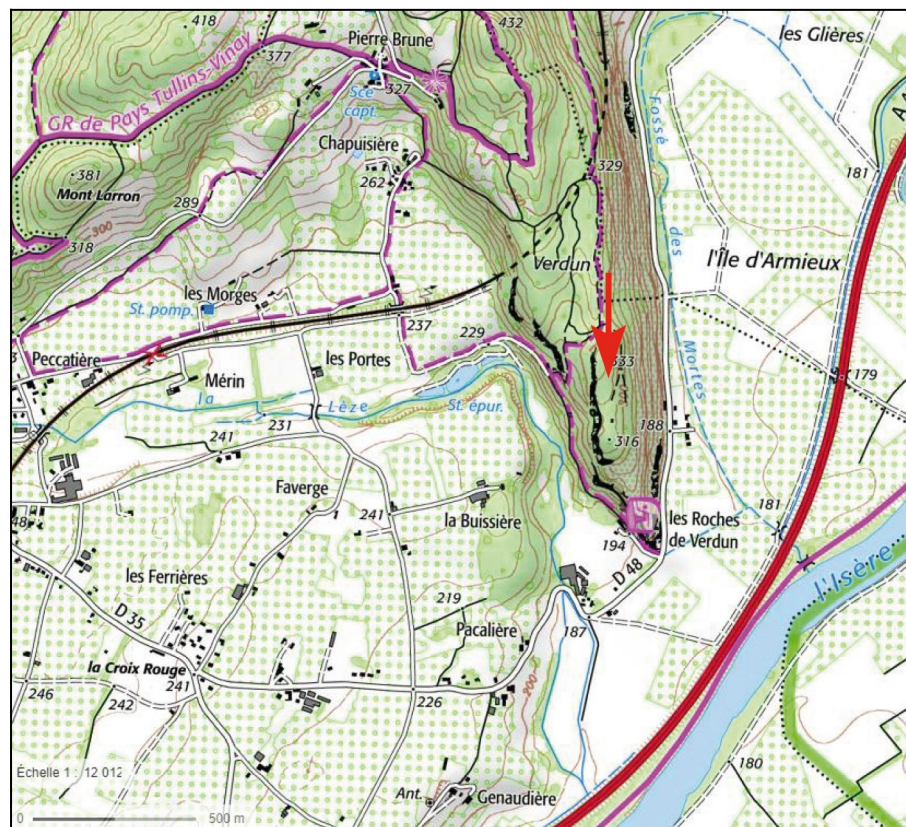 418
432
les Glières
Pierre Brune
377
GR de Pays Tullins-Vinay
Sce
capt.
327
Fossé des Mortes
Chapuisière
262
329
181
381
Mont Larron
289
300
318
Verdun
l'Île d'Armieux
les Morges
St. pomp.
237
229
Peccatière
les Portes
333
179
Mérin
la Lèze
St. épur.
231
241
316
188
Faverge
241
la Buissière
181
48
194
les Roches
de Verdun
D 48
l'Isère
les Ferrières
219
D 35
Pacalière
187
la Croix Rouge
241
200
246
242
226
180
Échelle 1 : 12 012
Ant.
Genaudière
0
500 m